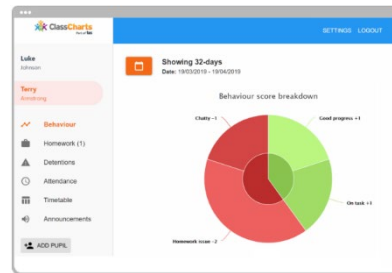 ClassCharts
SETTINGS LOGOUT
Luke
Johnson
Terry
Armstrong
Behaviour
Homework (1)
Detentions
Attendance
Timetable
Announcements
ADD PUPIL
Showing 32-days
Date: 19/03/2019 - 19/04/2019
Behaviour score breakdown
Chatty -1
Good progress +1
On task +1
Homework issue -2